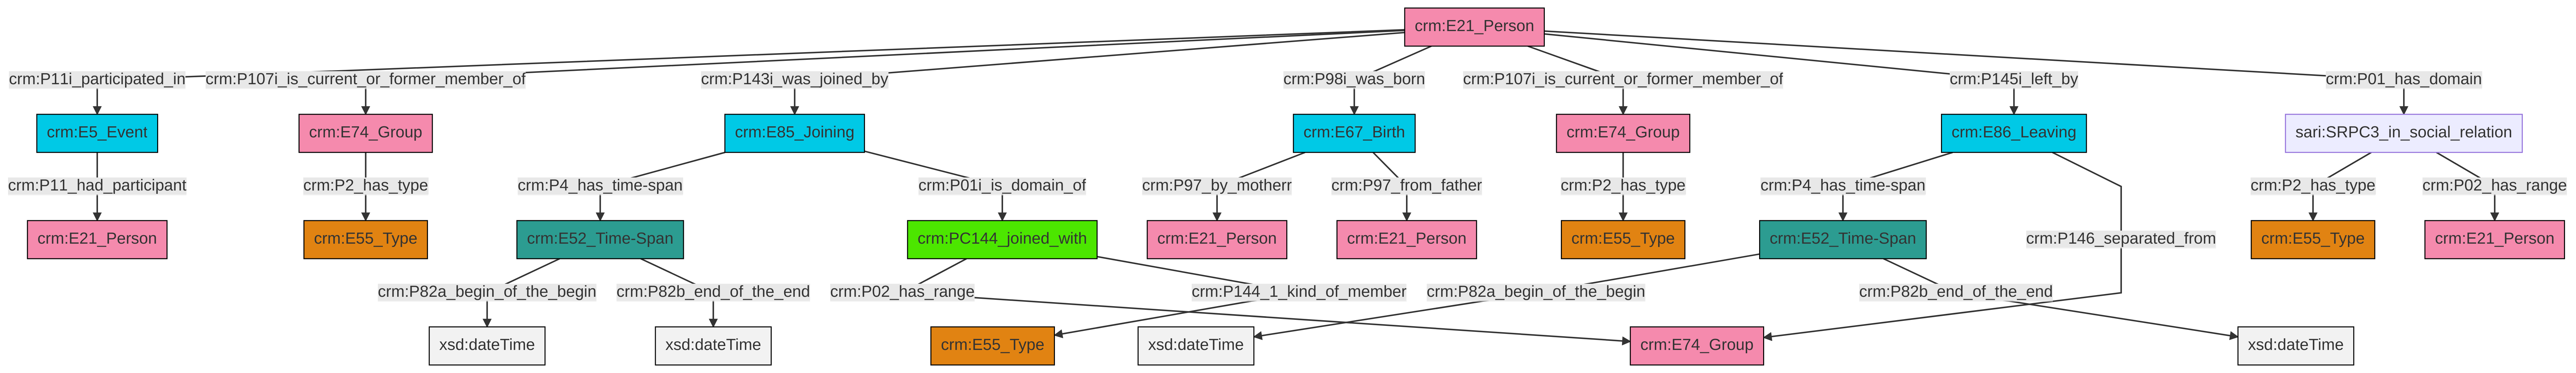 crm:E21_Person
crm:P11i_participated_in
crm:P107i_is_current_or_former_member_of
crm:P143i_was_joined_by
crm:P98i_was_born
crm:P107i_is_current_or_former_member_of
crm:P145i_left_by
crm:P01_has_domain
crm:E5_Event
crm:E74_Group
crm:E85_Joining
crm:E67_Birth
crm:E74_Group
crm:E86_Leaving
sari:SRPC3_in_social_relation
crm:P11_had_participant
crm:P2_has_type
crm:P4_has_time-span
crm:P01i_is_domain_of
crm:P97_by_motherr
crm:P97_from_father
crm:P2_has_type
crm:P4_has_time-span
crm:P2_has_type
crm:P02_has_range
crm:E21_Person
crm:E55_Type
crm:E52_Time-Span
crm:PC144_joined_with
crm:E21_Person
crm:E21_Person
crm:E55_Type
crm:E52_Time-Span
crm:P146_separated_from
crm:E55_Type
crm:E21_Person
crm:P82a_begin_of_the_begin
crm:P82b_end_of_the_end
crm:P02_has_range
crm:P144_1_kind_of_member
crm:P82a_begin_of_the_begin
crm:P82b_end_of_the_end
xsd:dateTime
xsd:dateTime
crm:E55_Type
xsd:dateTime
crm:E74_Group
xsd:dateTime